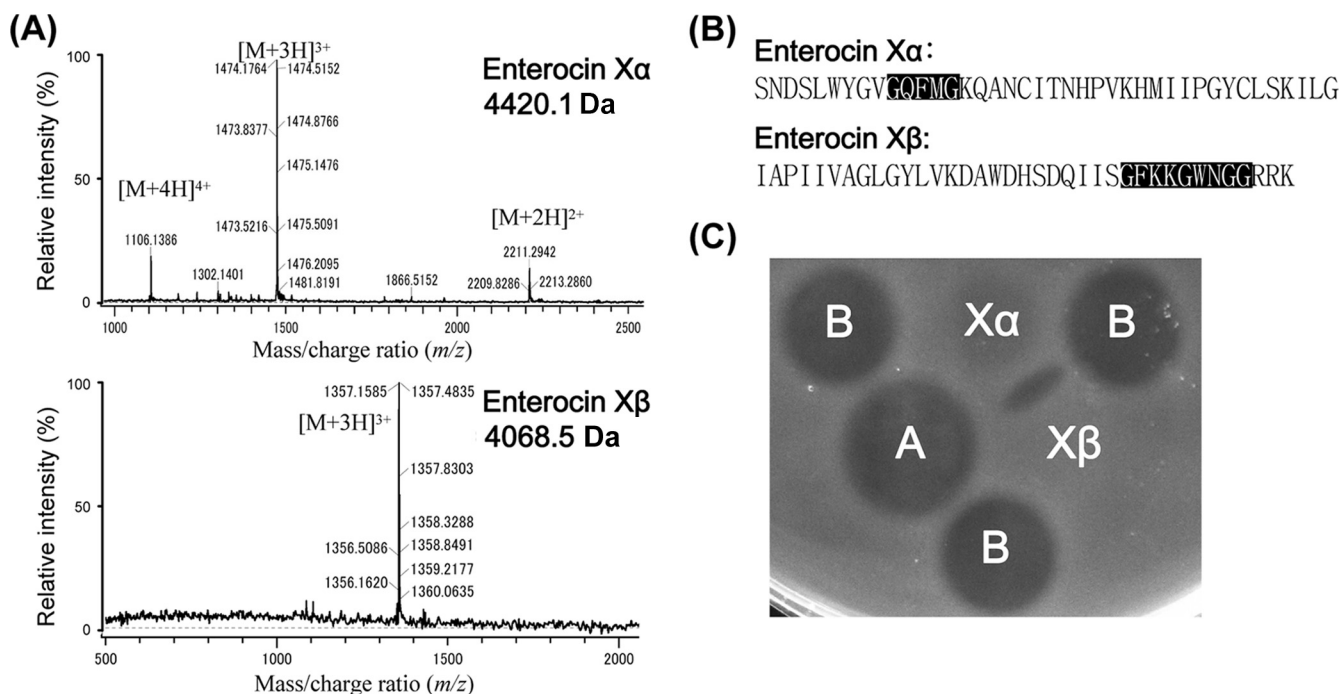 (A)
100
50
0
Relative intensity (%)
[M+3H]³⁺
1474.1764
1474.5152
1473.8377
1474.8766
1475.1476
[M+4H]⁴⁺
1106.1386
1302.1401
1473.5216
1475.5091
1476.2095
1481.8191
1866.5152
[M+2H]²⁺
2211.2942
2209.8286
2213.2860
Enterocin Xα
4420.1 Da
1000 1500 2000 2500
Mass/charge ratio (m/z)
100
50
0
Relative intensity (%)
1357.1585
1357.4835
[M+3H]³⁺
1357.8303
1358.3288
1356.5086
1358.8491
1359.2177
1356.1620
1360.0635
Enterocin Xβ
4068.5 Da
500 1000 1500 2000
Mass/charge ratio (m/z)
(B)
Enterocin Xα:
SNDSLWYGVGQFMGKQANCITNHPVKHMIIPGYCLSKILG
Enterocin Xβ:
IAPIIVAGLGYLVKDAWDHSDQIISGFKKGWNGGRRK
(C)
B
Xα
B
A
Xβ
B